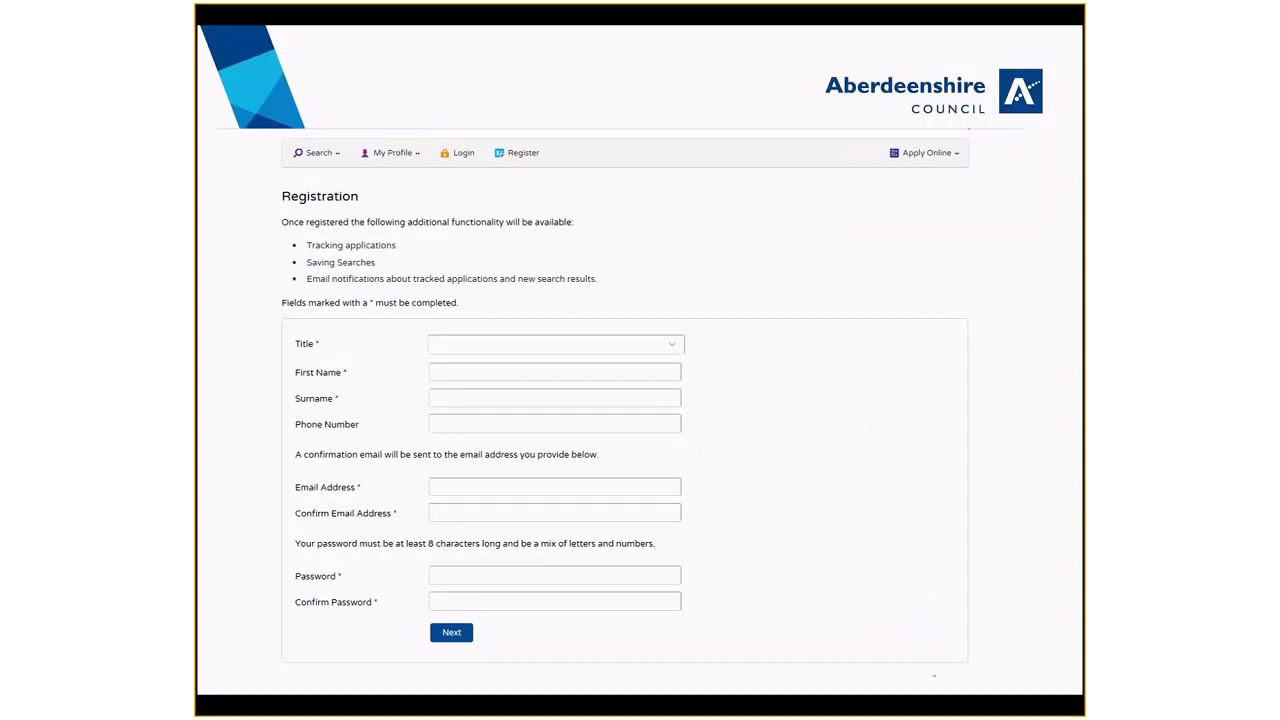 Aberdeenshire
COUNCIL
Search My Profile Login Register Apply Online
Registration
Once registered the following additional functionality will be available:
Tracking applications
Saving Searches
Email notifications about tracked applications and new search results.
Fields marked with a * must be completed.
Title *
First Name *
Surname *
Phone Number
A confirmation email will be sent to the email address you provide below.
Email Address *
Confirm Email Address *
Your password must be at least 8 characters long and be a mix of letters and numbers.
Password *
Confirm Password *
Next